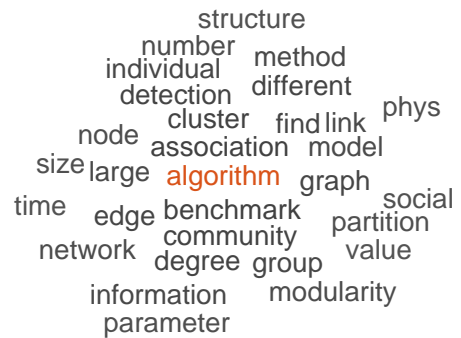 structure
number method
individual
detection different
cluster find link phys
node association model
size large algorithm graph
time edge benchmark social
community partition
network degree group value
information modularity
parameter